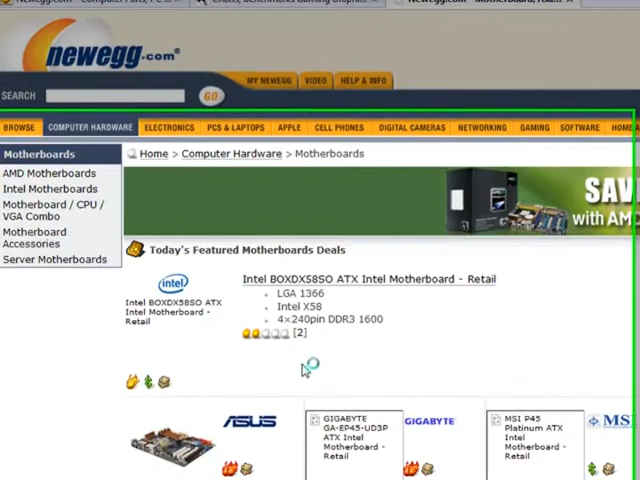 Newegg.com - Computer Parts, PC
Charts, benchmarks Gaming Graphi...
Newegg.com - Motherboard,
newegg.com
MY NEWEGG
VIDEO
HELP & INFO
SEARCH
GO
BROWSE
COMPUTER HARDWARE
ELECTRONICS
PCS & LAPTOPS
APPLE
CELL PHONES
DIGITAL CAMERAS
NETWORKING
GAMING
SOFTWARE
HOME
Motherboards
AMD Motherboards
Intel Motherboards
Motherboard / CPU /
VGA Combo
Motherboard
Accessories
Server Motherboards
Home > Computer Hardware > Motherboards
SAV
with AMD
Today's Featured Motherboards Deals
intel
Intel BOXDX58SO ATX
Intel Motherboard -
Retail
Intel BOXDX58SO ATX Intel Motherboard - Retail
LGA 1366
Intel X58
4×240pin DDR3 1600
[2]
ASUS
GIGABYTE
GA-EP45-UD3P
ATX Intel
Motherboard -
Retail
GIGABYTE
MSI P45
Platinum ATX
Intel
Motherboard -
Retail
MSI